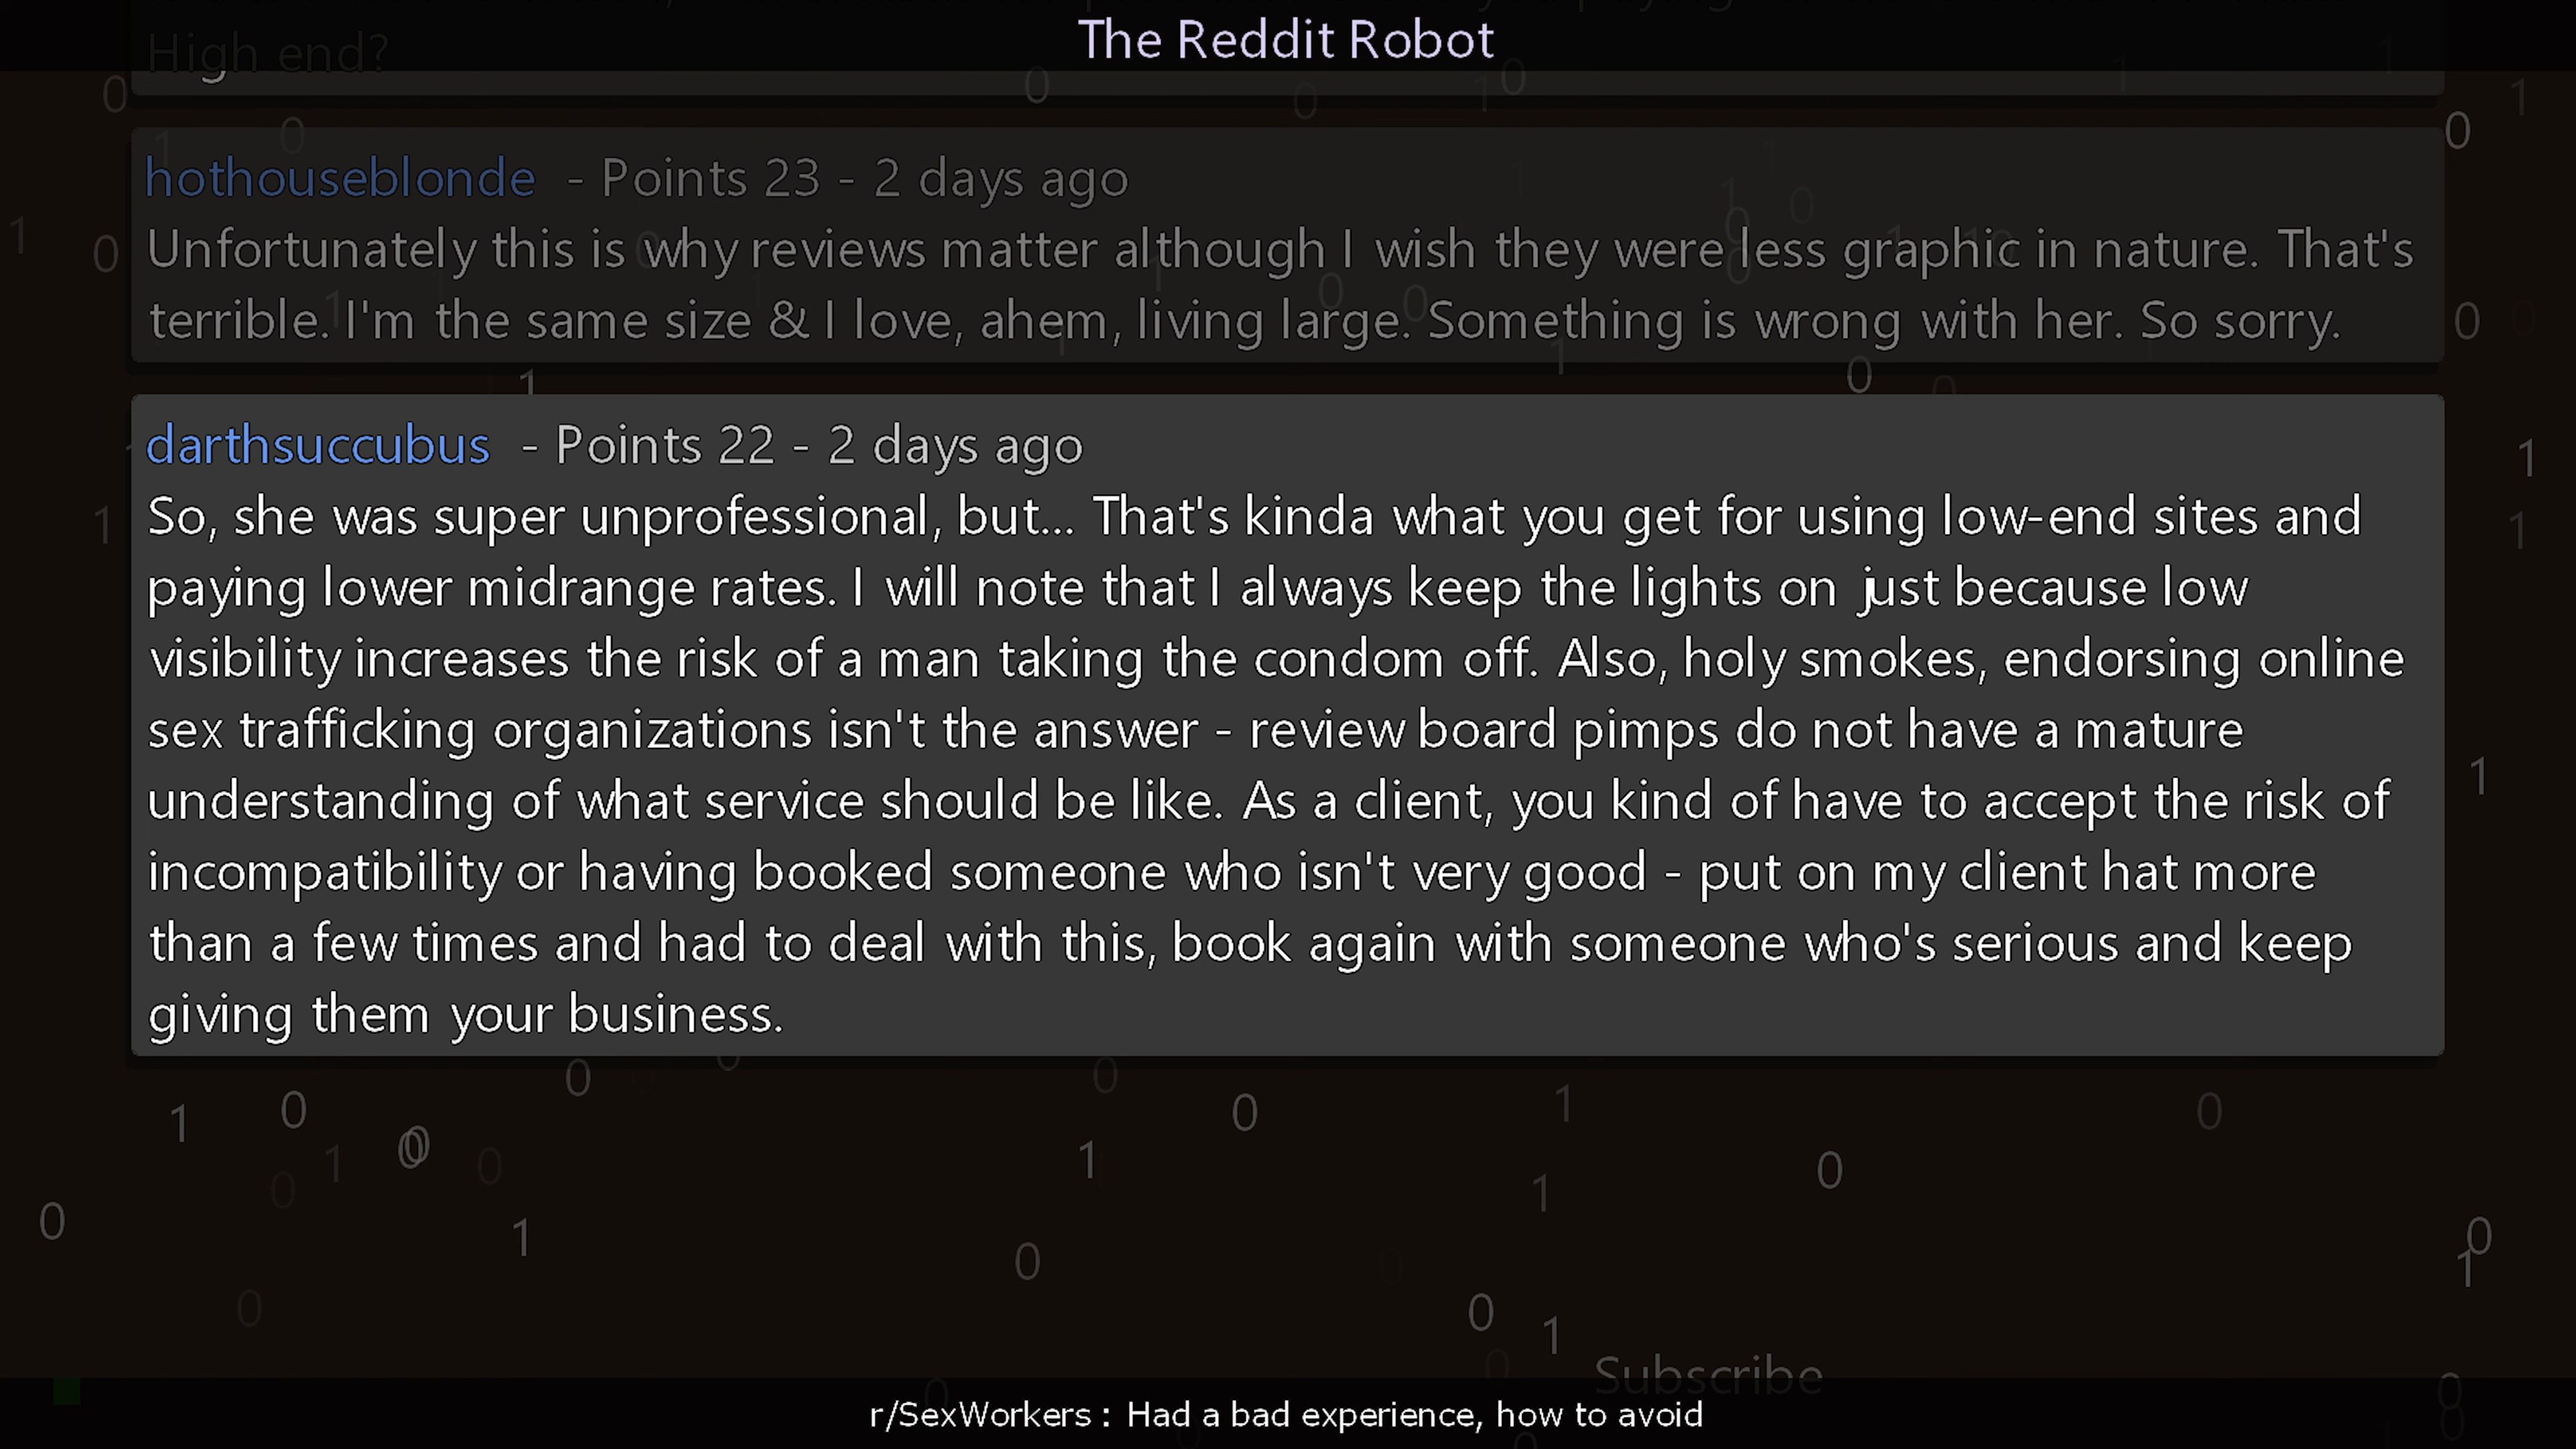 The Reddit Robot
High end?
hothouseblonde - Points 23 - 2 days ago
Unfortunately this is why reviews matter although I wish they were less graphic in nature. That's
terrible. I'm the same size & I love, ahem, living large. Something is wrong with her. So sorry.
darthsuccubus - Points 22 - 2 days ago
So, she was super unprofessional, but... That's kinda what you get for using low-end sites and
paying lower midrange rates. I will note that I always keep the lights on just because low
visibility increases the risk of a man taking the condom off. Also, holy smokes, endorsing online
sex trafficking organizations isn't the answer - review board pimps do not have a mature
understanding of what service should be like. As a client, you kind of have to accept the risk of
incompatibility or having booked someone who isn't very good - put on my client hat more
than a few times and had to deal with this, book again with someone who's serious and keep
giving them your business.
Subscribe
r/SexWorkers : Had a bad experience, how to avoid